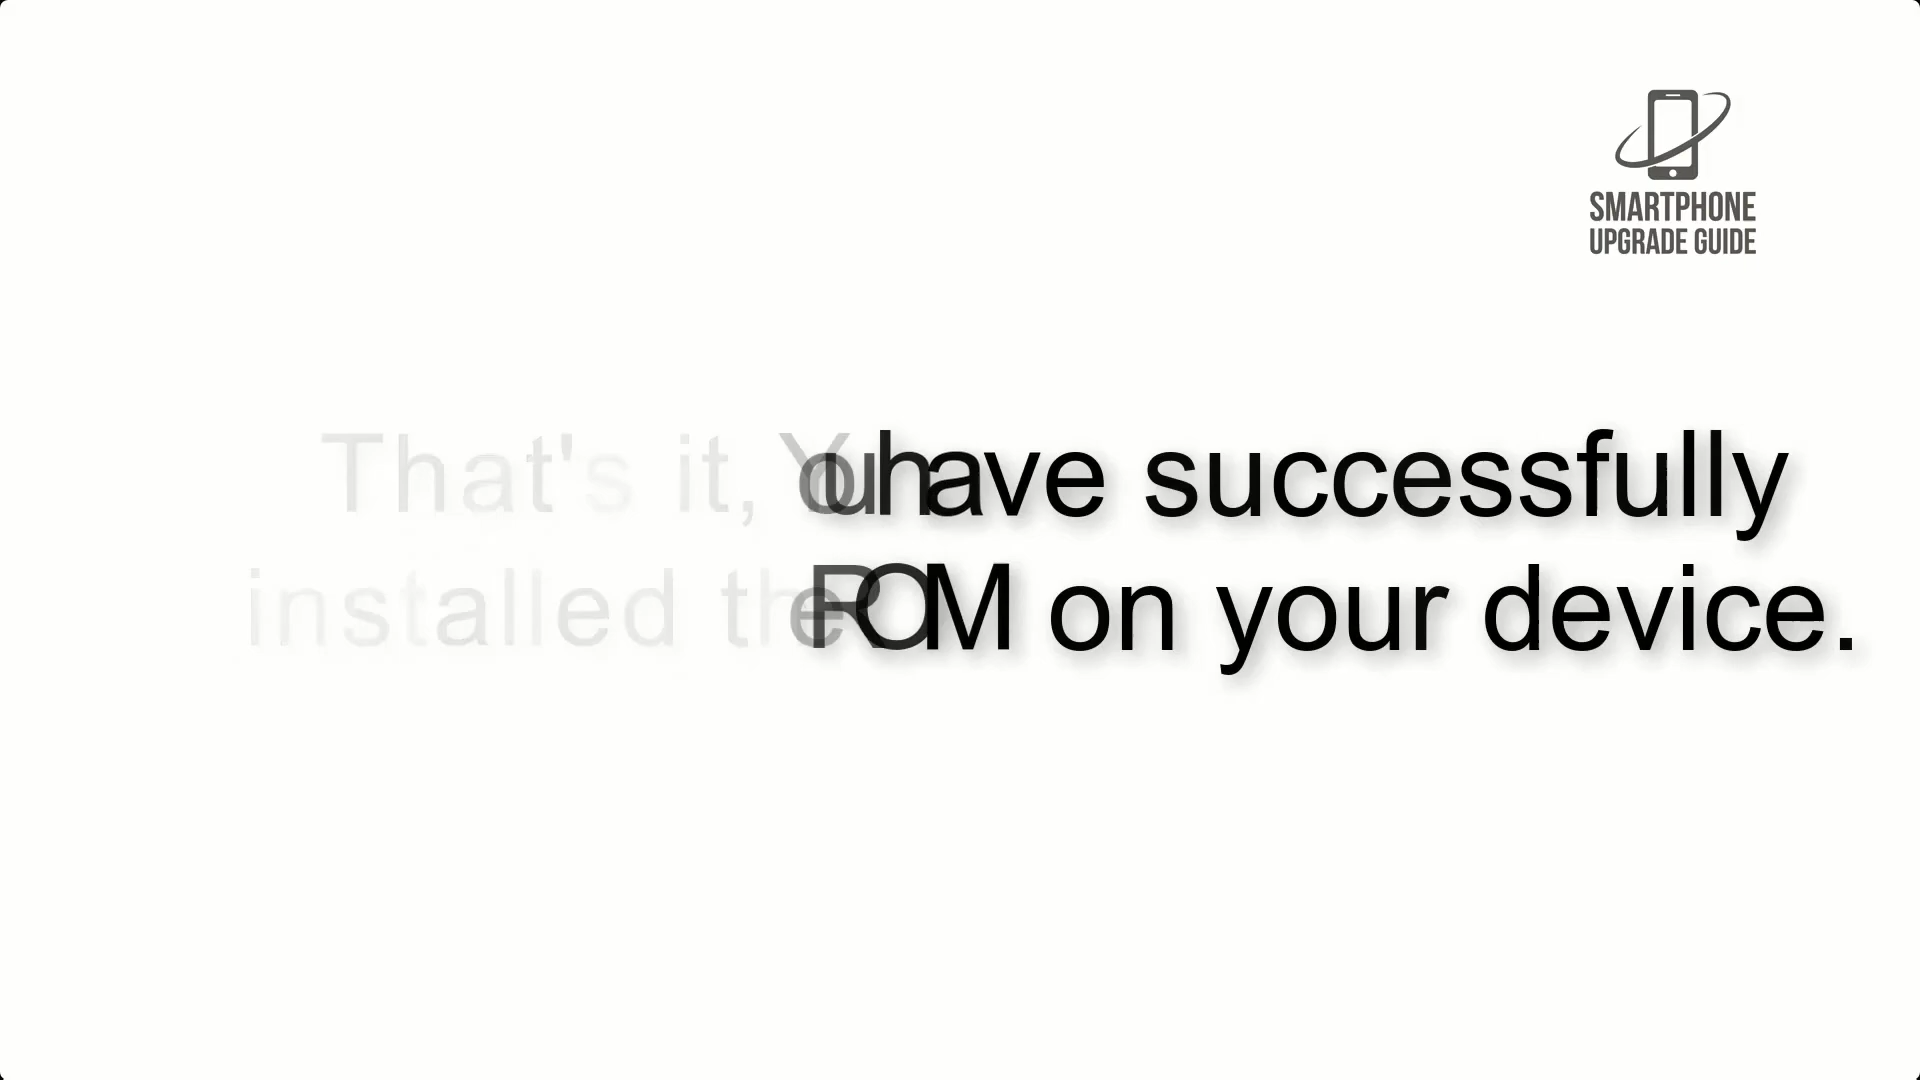 SMARTPHONE
UPGRADE GUIDE
That's it, You have successfully
installed the ROM on your device.